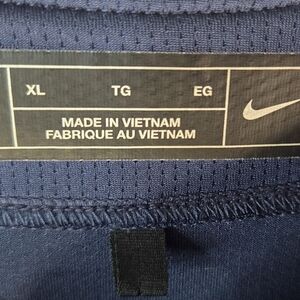 XL TG EG
MADE IN VIETNAM
FABRIQUE AU VIETNAM